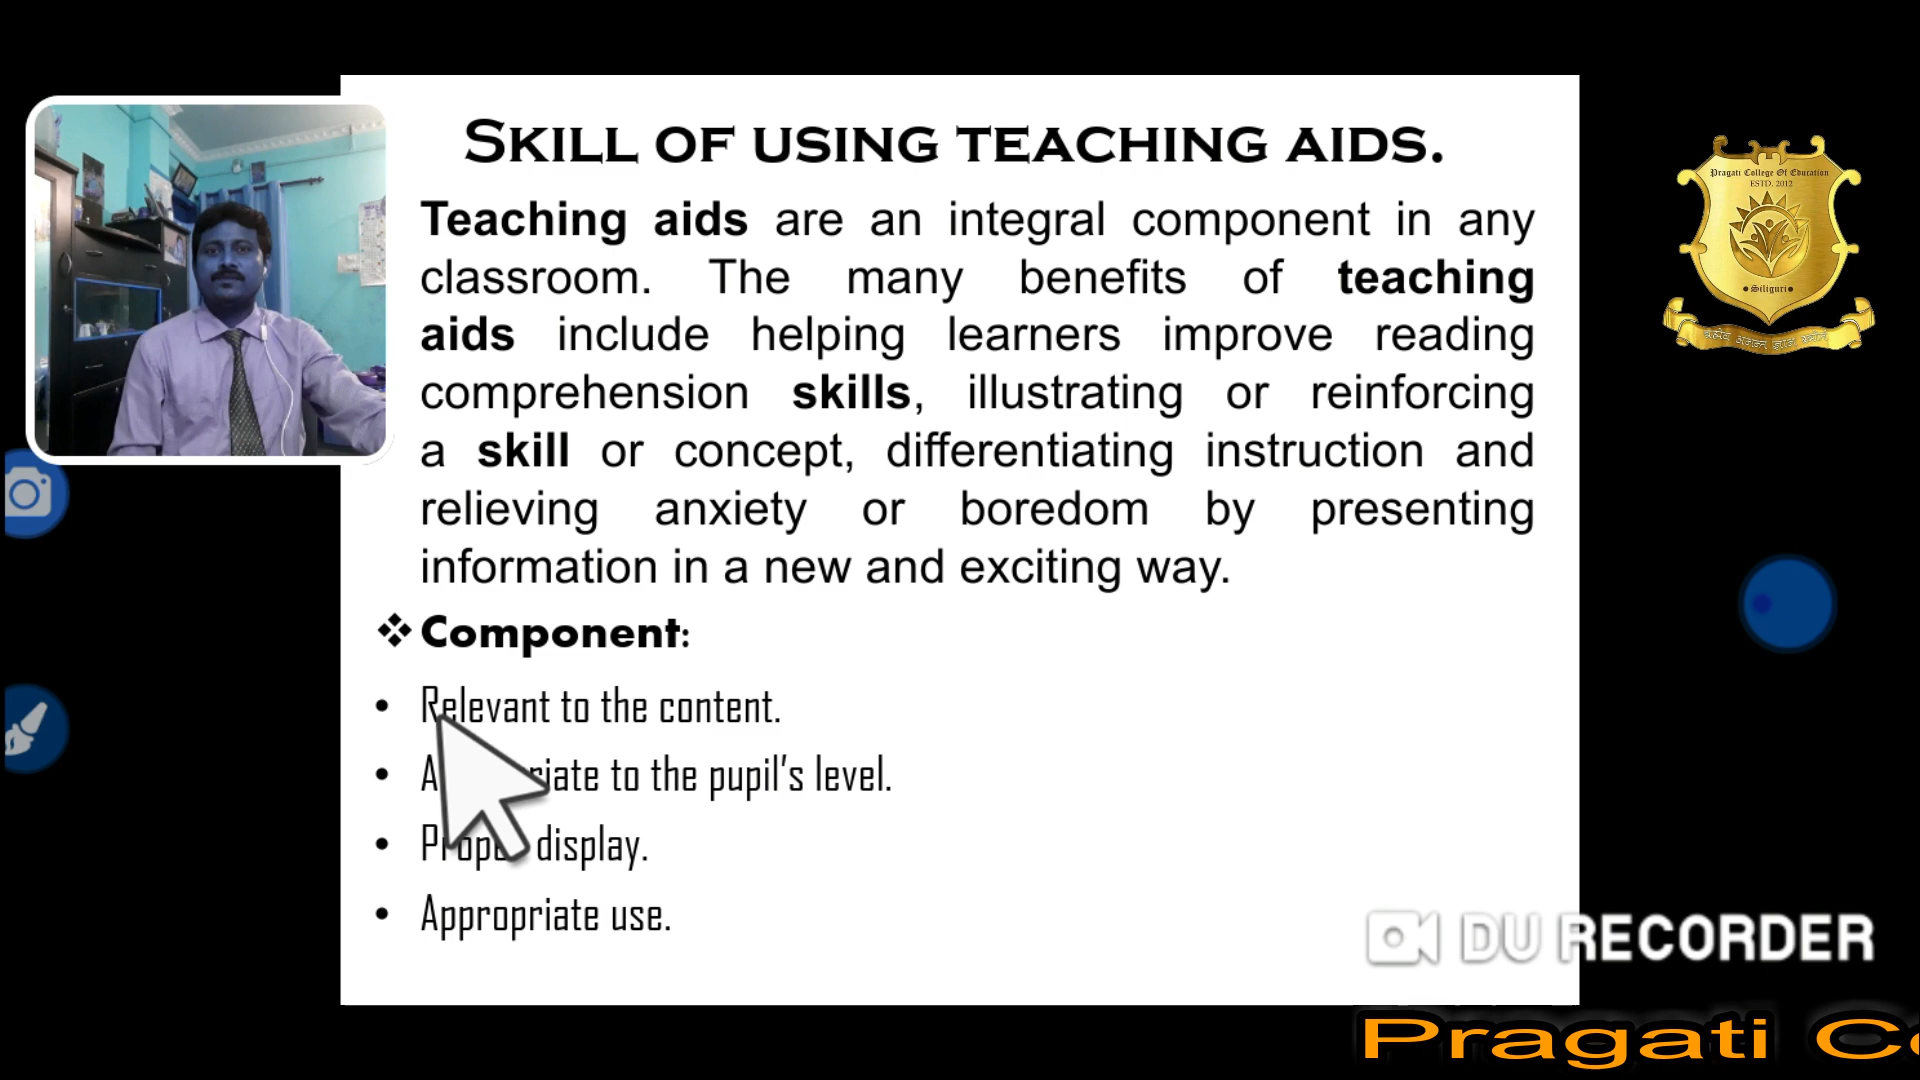 SKILL OF USING TEACHING AIDS.
Teaching aids are an integral component in any
classroom. The many benefits of teaching
aids include helping learners improve reading
comprehension skills, illustrating or reinforcing
a skill or concept, differentiating instruction and
relieving anxiety or boredom by presenting
information in a new and exciting way.
❖ Component:
• Relevant to the content.
• to the pupil's level.
• display.
• Appropriate use.
Pragati College Of Education
ESTD. 2012
•Siliguri•
DU RECORDER
Pragati